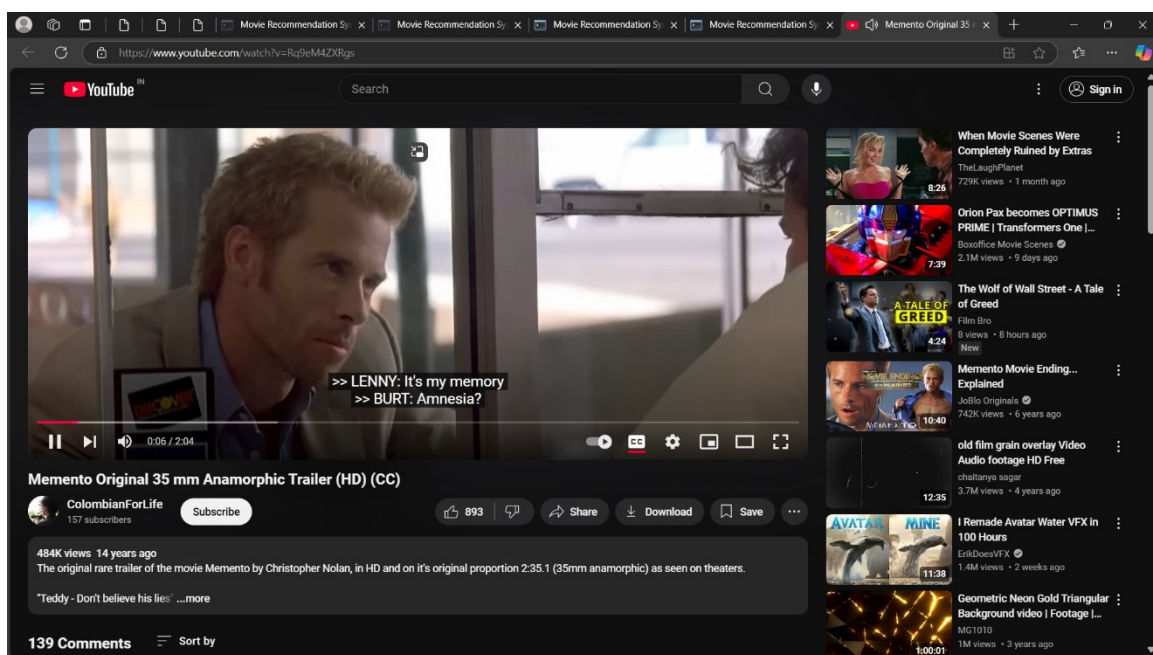 Movie Recommendation Sy
Movie Recommendation Sy
Movie Recommendation Sy
Movie Recommendation Sy
Memento Original 35 m
https://www.youtube.com/watch?v=Rq9eM4ZXRgs
YouTube IN
Search
Sign in
>> LENNY: It's my memory
>> BURT: Amnesia?
0:06 / 2:04
CC
Memento Original 35 mm Anamorphic Trailer (HD) (CC)
ColombianForLife
157 subscribers
Subscribe
893
Share
Download
Save
484K views 14 years ago
The original rare trailer of the movie Memento by Christopher Nolan, in HD and on it's original proportion 2:35.1 (35mm anamorphic) as seen on theaters.
"Teddy - Don't believe his lies" ...more
139 Comments
Sort by
8:26
When Movie Scenes Were
Completely Ruined by Extras
TheLaughPlanet
729K views • 1 month ago
7:39
Orion Pax becomes OPTIMUS
PRIME | Transformers One |...
Boxoffice Movie Scenes
2.1M views • 9 days ago
A TALE OF
GREED
4:24
The Wolf of Wall Street - A Tale
of Greed
Film Bro
8 views • 8 hours ago
New
MEMENTO
10:40
Memento Movie Ending...
Explained
JoBlo Originals
742K views • 6 years ago
12:35
old film grain overlay Video
Audio footage HD Free
chaitanya sagar
3.7M views • 4 years ago
AVATAR MINE
11:38
I Remade Avatar Water VFX in
100 Hours
ErikDoesVFX
1.4M views • 2 weeks ago
1:00:01
Geometric Neon Gold Triangular
Background video | Footage |...
MG1010
1M views • 3 years ago